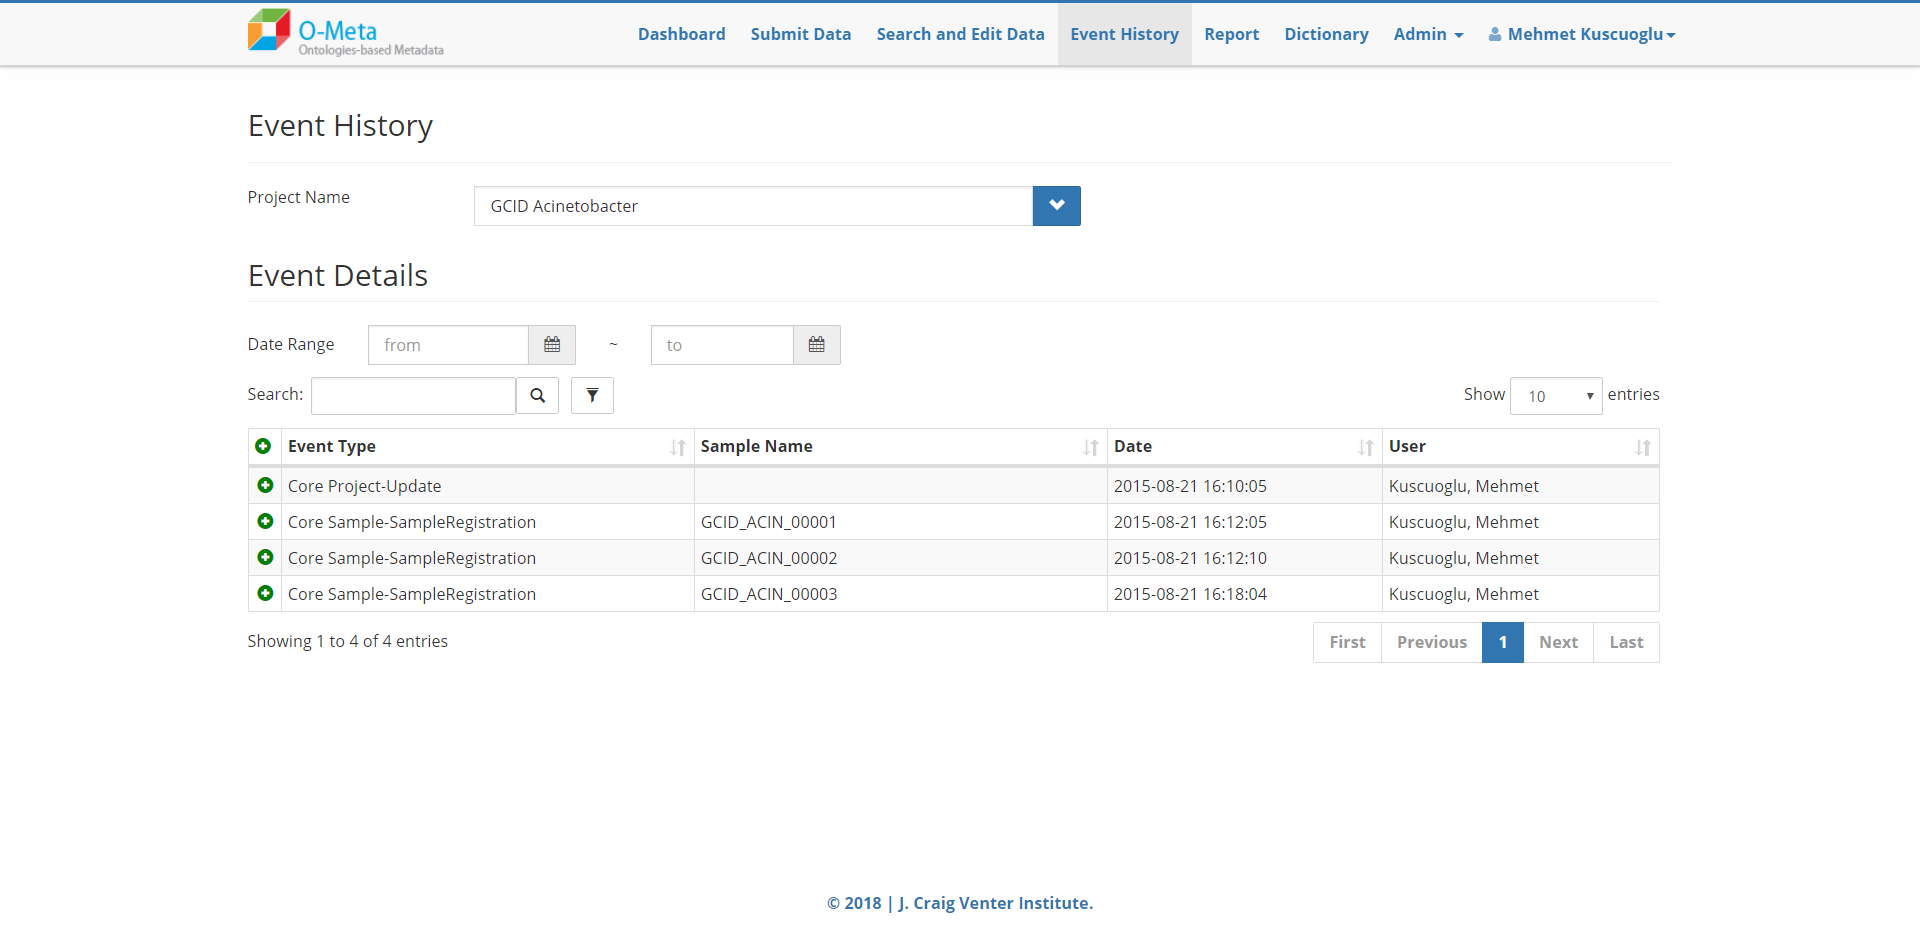 O-Meta
Ontologies-based Metadata
Dashboard Submit Data Search and Edit Data Event History Report Dictionary Admin Mehmet Kuscuoglu
Event History
Project Name GCID Acinetobacter
Event Details
Date Range from ~ to
Search: Show 10 entries
Event Type Sample Name Date User
Core Project-Update 2015-08-21 16:10:05 Kuscuoglu, Mehmet
Core Sample-SampleRegistration GCID_ACIN_00001 2015-08-21 16:12:05 Kuscuoglu, Mehmet
Core Sample-SampleRegistration GCID_ACIN_00002 2015-08-21 16:12:10 Kuscuoglu, Mehmet
Core Sample-SampleRegistration GCID_ACIN_00003 2015-08-21 16:18:04 Kuscuoglu, Mehmet
Showing 1 to 4 of 4 entries First Previous 1 Next Last
© 2018 | J. Craig Venter Institute.